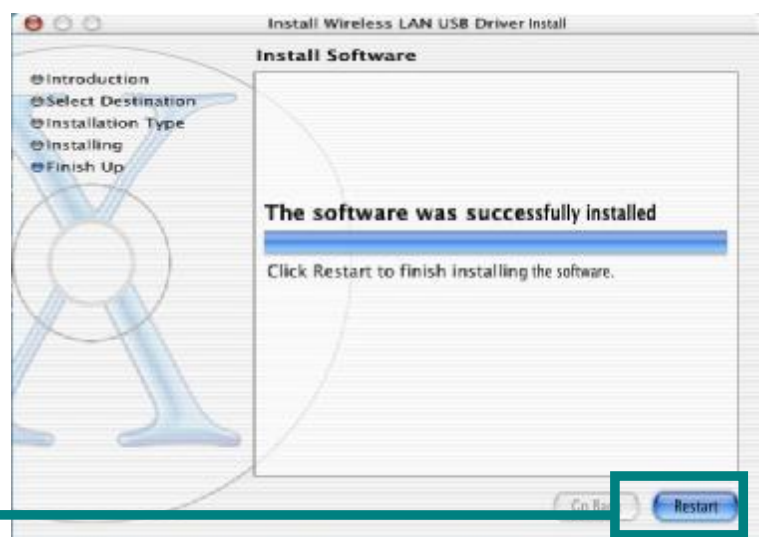 Install Wireless LAN USB Driver Install
Install Software
Introduction
Select Destination
Installation Type
Installing
Finish Up
The software was successfully installed
Click Restart to finish installing the software.
Go
Restart